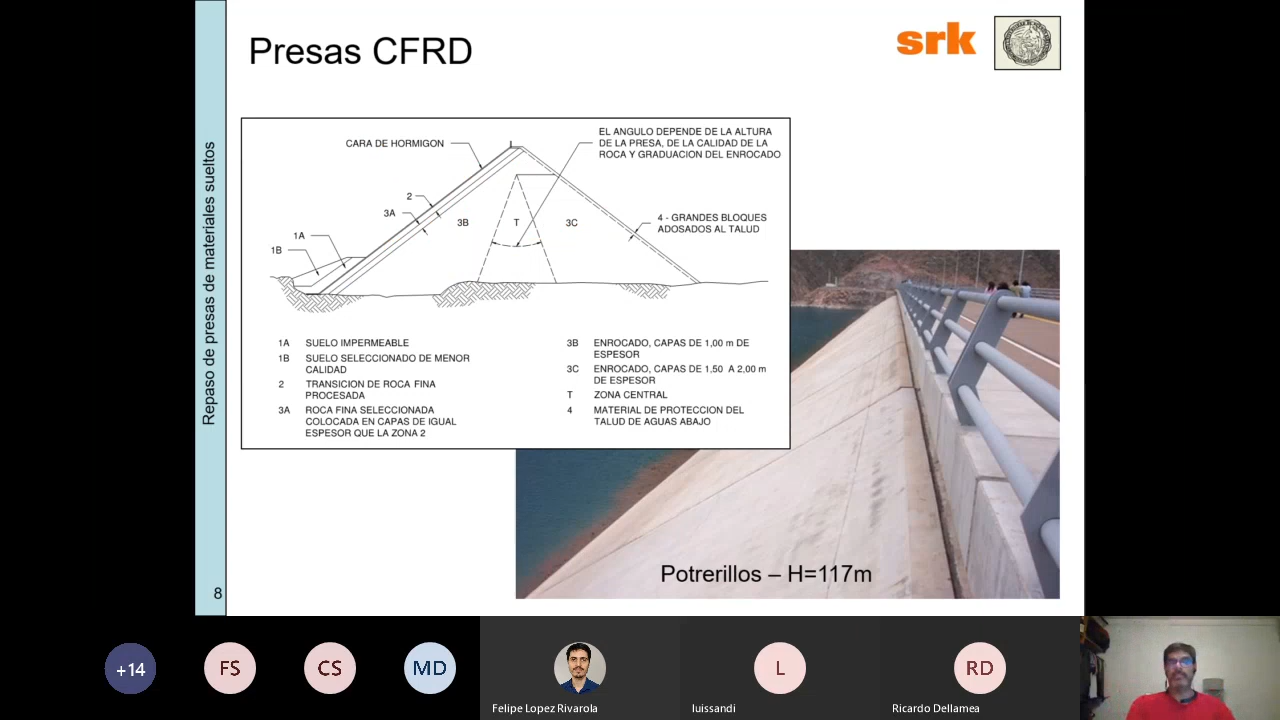 Presas CFRD
srk
Repaso de presas de materiales sueltos
8
CARA DE HORMIGON
EL ANGULO DEPENDE DE LA ALTURA
DE LA PRESA, DE LA CALIDAD DE LA
ROCA Y GRADUACION DEL ENROCADO
2
3A
3B
T
3C
4 - GRANDES BLOQUES
ADOSADOS AL TALUD
1A
1B
1A SUELO IMPERMEABLE
1B SUELO SELECCIONADO DE MENOR
CALIDAD
2 TRANSICION DE ROCA FINA
PROCESADA
3A ROCA FINA SELECCIONADA
COLOCADA EN CAPAS DE IGUAL
ESPESOR QUE LA ZONA 2
3B ENROCADO, CAPAS DE 1,00 m DE
ESPESOR
3C ENROCADO, CAPAS DE 1,50 A 2,00 m
DE ESPESOR
T ZONA CENTRAL
4 MATERIAL DE PROTECCION DEL
TALUD DE AGUAS ABAJO
Potrerillos – H=117m
+14
FS
CS
MD
Felipe Lopez Rivarola
L
luissandi
RD
Ricardo Dellamea